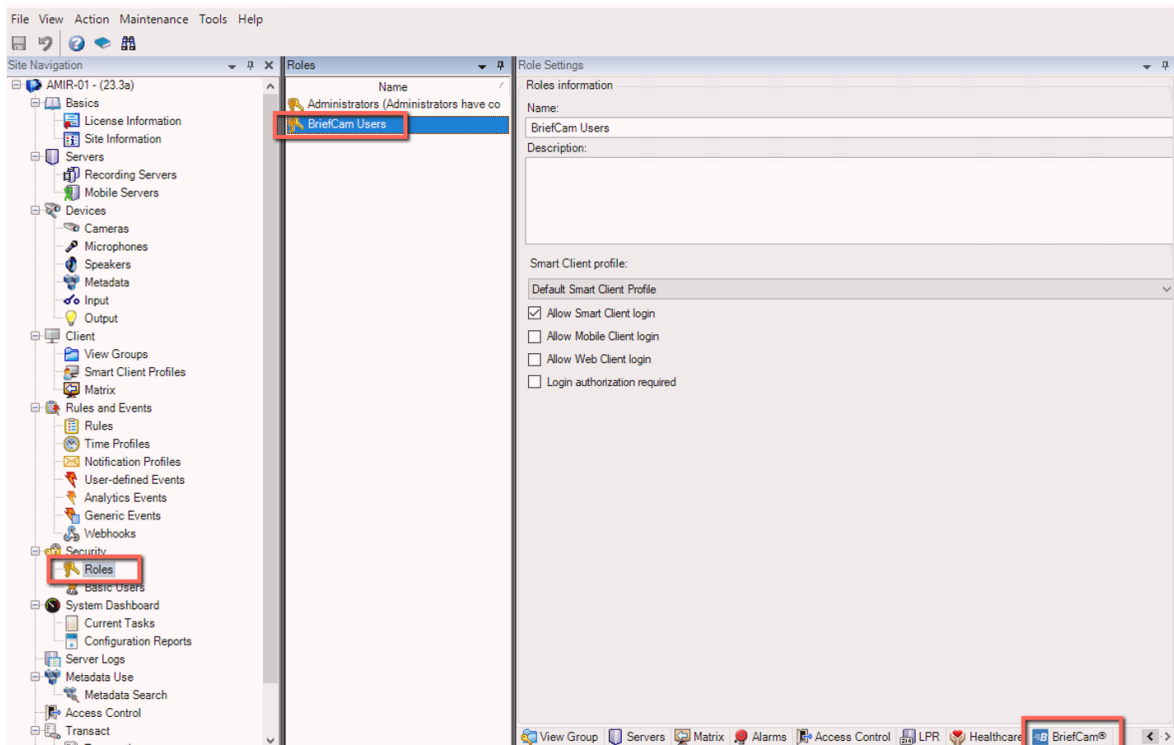 File View Action Maintenance Tools Help
Site Navigation
AMIR-01 - (23.3a)
Basics
License Information
Site Information
Servers
Recording Servers
Mobile Servers
Devices
Cameras
Microphones
Speakers
Metadata
Input
Output
Client
View Groups
Smart Client Profiles
Matrix
Rules and Events
Rules
Time Profiles
Notification Profiles
User-defined Events
Analytics Events
Generic Events
Webhooks
Security
Roles
Basic Users
System Dashboard
Current Tasks
Configuration Reports
Server Logs
Metadata Use
Metadata Search
Access Control
Transact
Roles
Name
Administrators (Administrators have co
BriefCam Users
Role Settings
Roles information
Name:
BriefCam Users
Description:
Smart Client profile:
Default Smart Client Profile
Allow Smart Client login
Allow Mobile Client login
Allow Web Client login
Login authorization required
View Group Servers Matrix Alarms Access Control LPR Healthcare BriefCam®